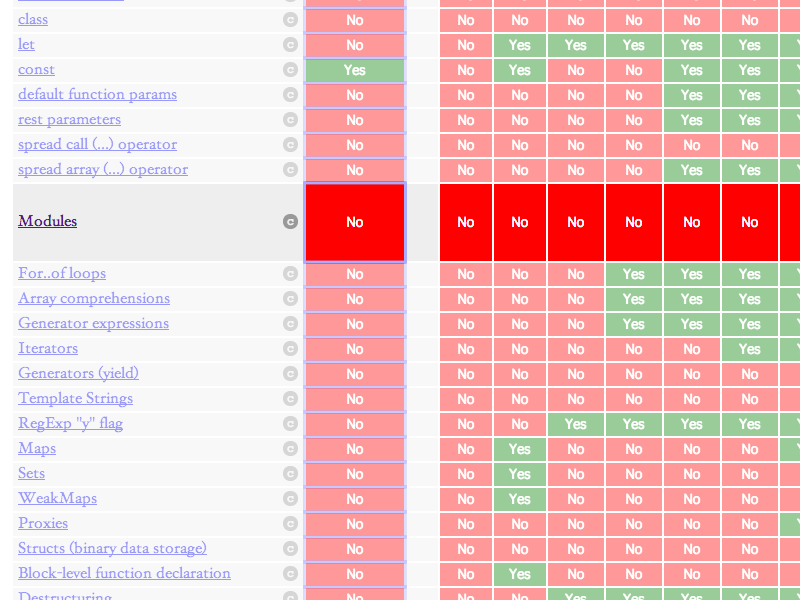 class c No No No No No No No
let c No No Yes Yes Yes Yes Yes
const c Yes No Yes No No Yes Yes
default function params c No No No No No Yes Yes
rest parameters c No No No No No Yes Yes
spread call (...) operator c No No No No No No No
spread array (...) operator c No No No No No Yes Yes
Modules c No No No No No No No
For..of loops c No No No No Yes Yes Yes
Array comprehensions c No No No No Yes Yes Yes
Generator expressions c No No No No Yes Yes Yes
Iterators c No No No No No No Yes
Generators (yield) c No No No No No No No
Template Strings c No No No No No No No
RegExp "y" flag c No No No Yes Yes Yes Yes
Maps c No No Yes No No No No
Sets c No No Yes No No No No
WeakMaps c No No Yes No No No No
Proxies c No No No No No No No
Structs (binary data storage) c No No No No No No No
Block-level function declaration c No No Yes No No No No
Destructuring No No No Yes Yes Yes Yes